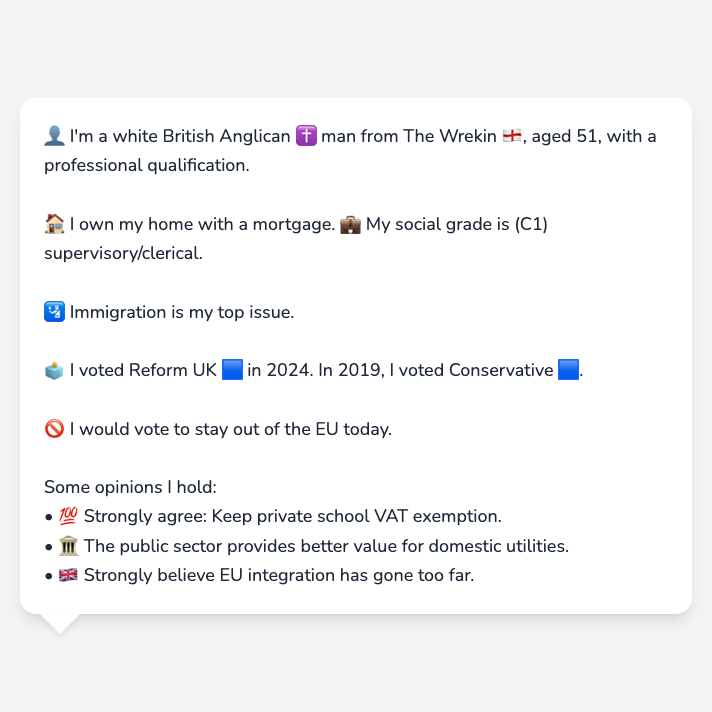 👤 I'm a white British Anglican ✝️ man from The Wrekin 🏴󠁧󠁢󠁥󠁮󠁧󠁿, aged 51, with a
professional qualification.
🏠 I own my home with a mortgage. 💼 My social grade is (C1)
supervisory/clerical.
🛂 Immigration is my top issue.
🗳️ I voted Reform UK 🟦 in 2024. In 2019, I voted Conservative 🟦.
🚫 I would vote to stay out of the EU today.
Some opinions I hold:
• 💯 Strongly agree: Keep private school VAT exemption.
• 🏛️ The public sector provides better value for domestic utilities.
• 🇬🇧 Strongly believe EU integration has gone too far.